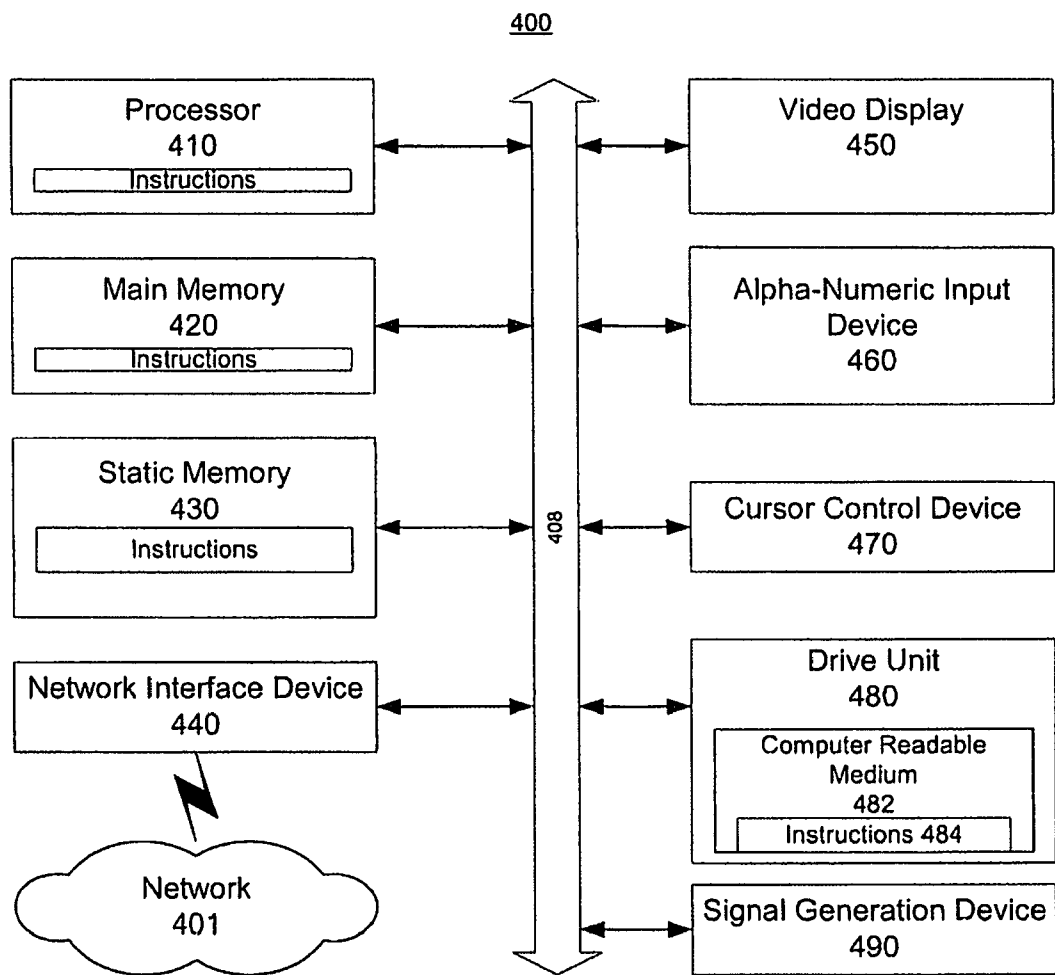 400
Processor
410
Instructions
Main Memory
420
Instructions
Static Memory
430
Instructions
Network Interface Device
440
Network
401
408
Video Display
450
Alpha-Numeric Input
Device
460
Cursor Control Device
470
Drive Unit
480
Computer Readable
Medium
482
Instructions 484
Signal Generation Device
490